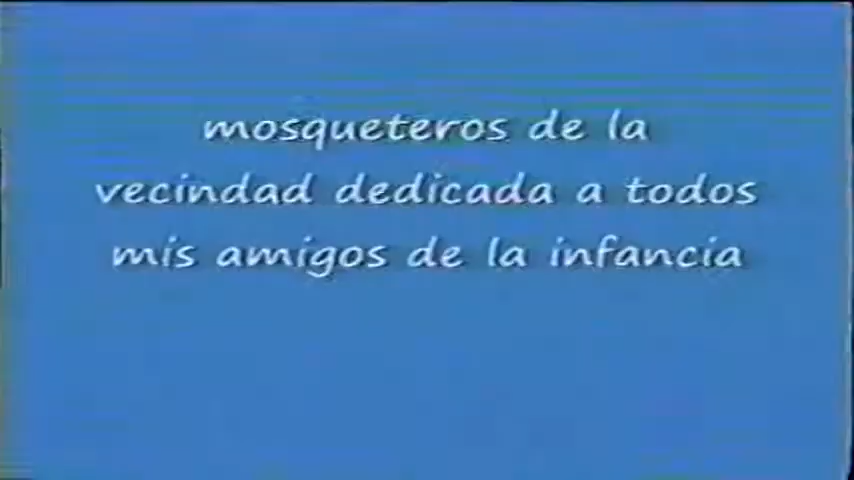 mosqueteros de la
vecindad dedicada a todos
mis amigos de la infancia